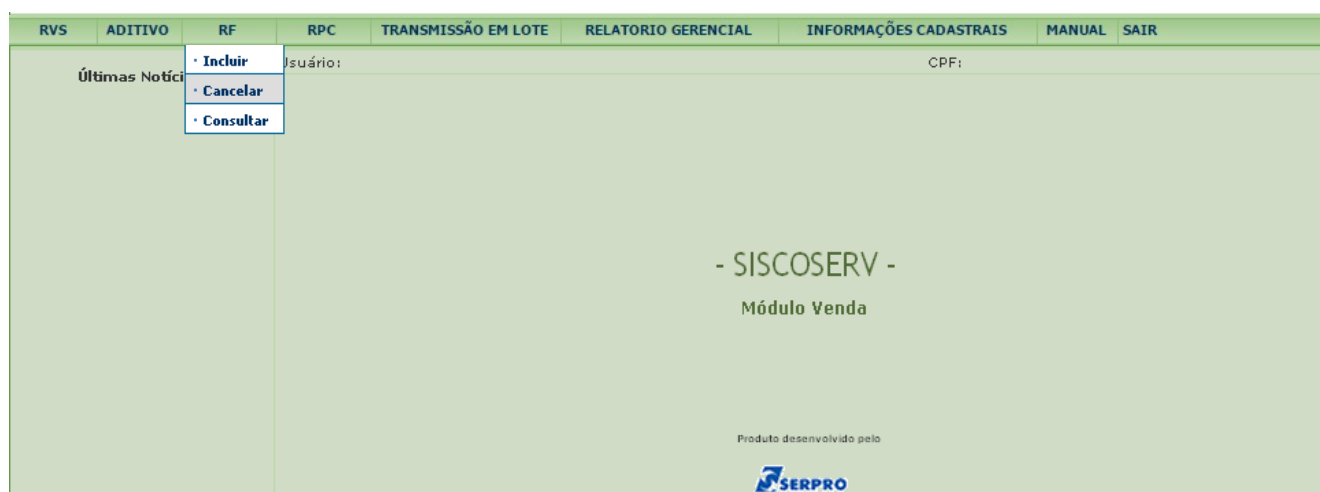 RVS ADITIVO RF RPC TRANSMISSÃO EM LOTE RELATORIO GERENCIAL INFORMAÇÕES CADASTRAIS MANUAL SAIR
· Incluir
Usuário: CPF:
Últimas Notíci
· Cancelar
· Consultar
- SISCOSERV -
Módulo Venda
Produto desenvolvido pelo
SERPRO